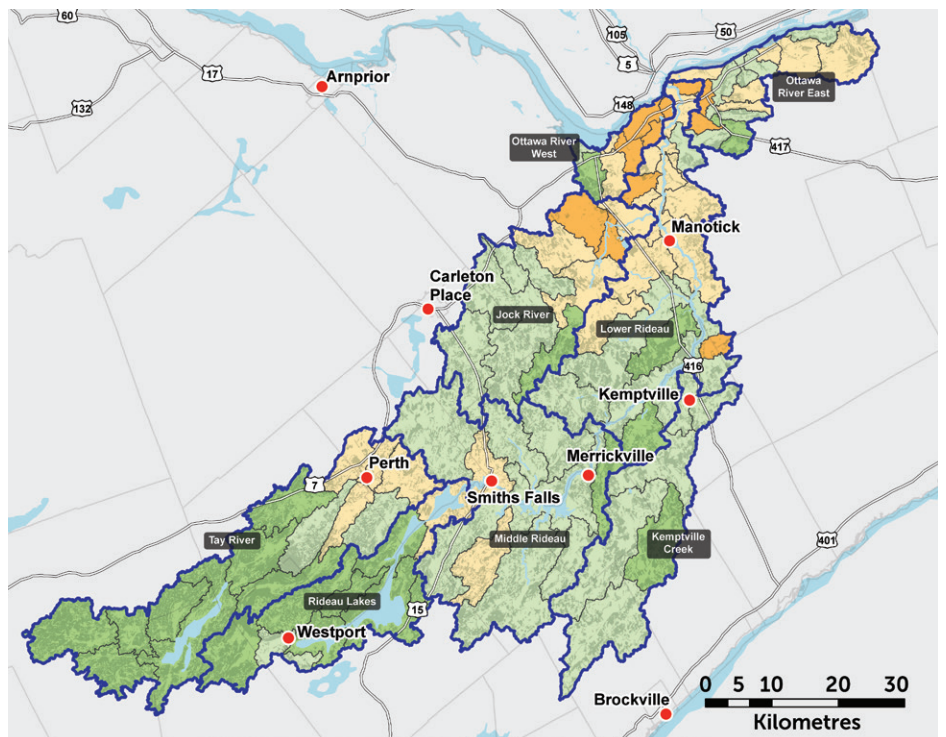 60
17
132
Arnprior
105
50
5
148
417
Ottawa
River East
Ottawa River
West
Manotick
Carleton
Place
Jock River
Lower Rideau
416
Kemptville
Perth
7
Merrickville
Smiths Falls
Tay River
Middle Rideau
Kemptville
Creek
401
Rideau Lakes
15
Westport
Brockville
0 5 10 20 30
Kilometres